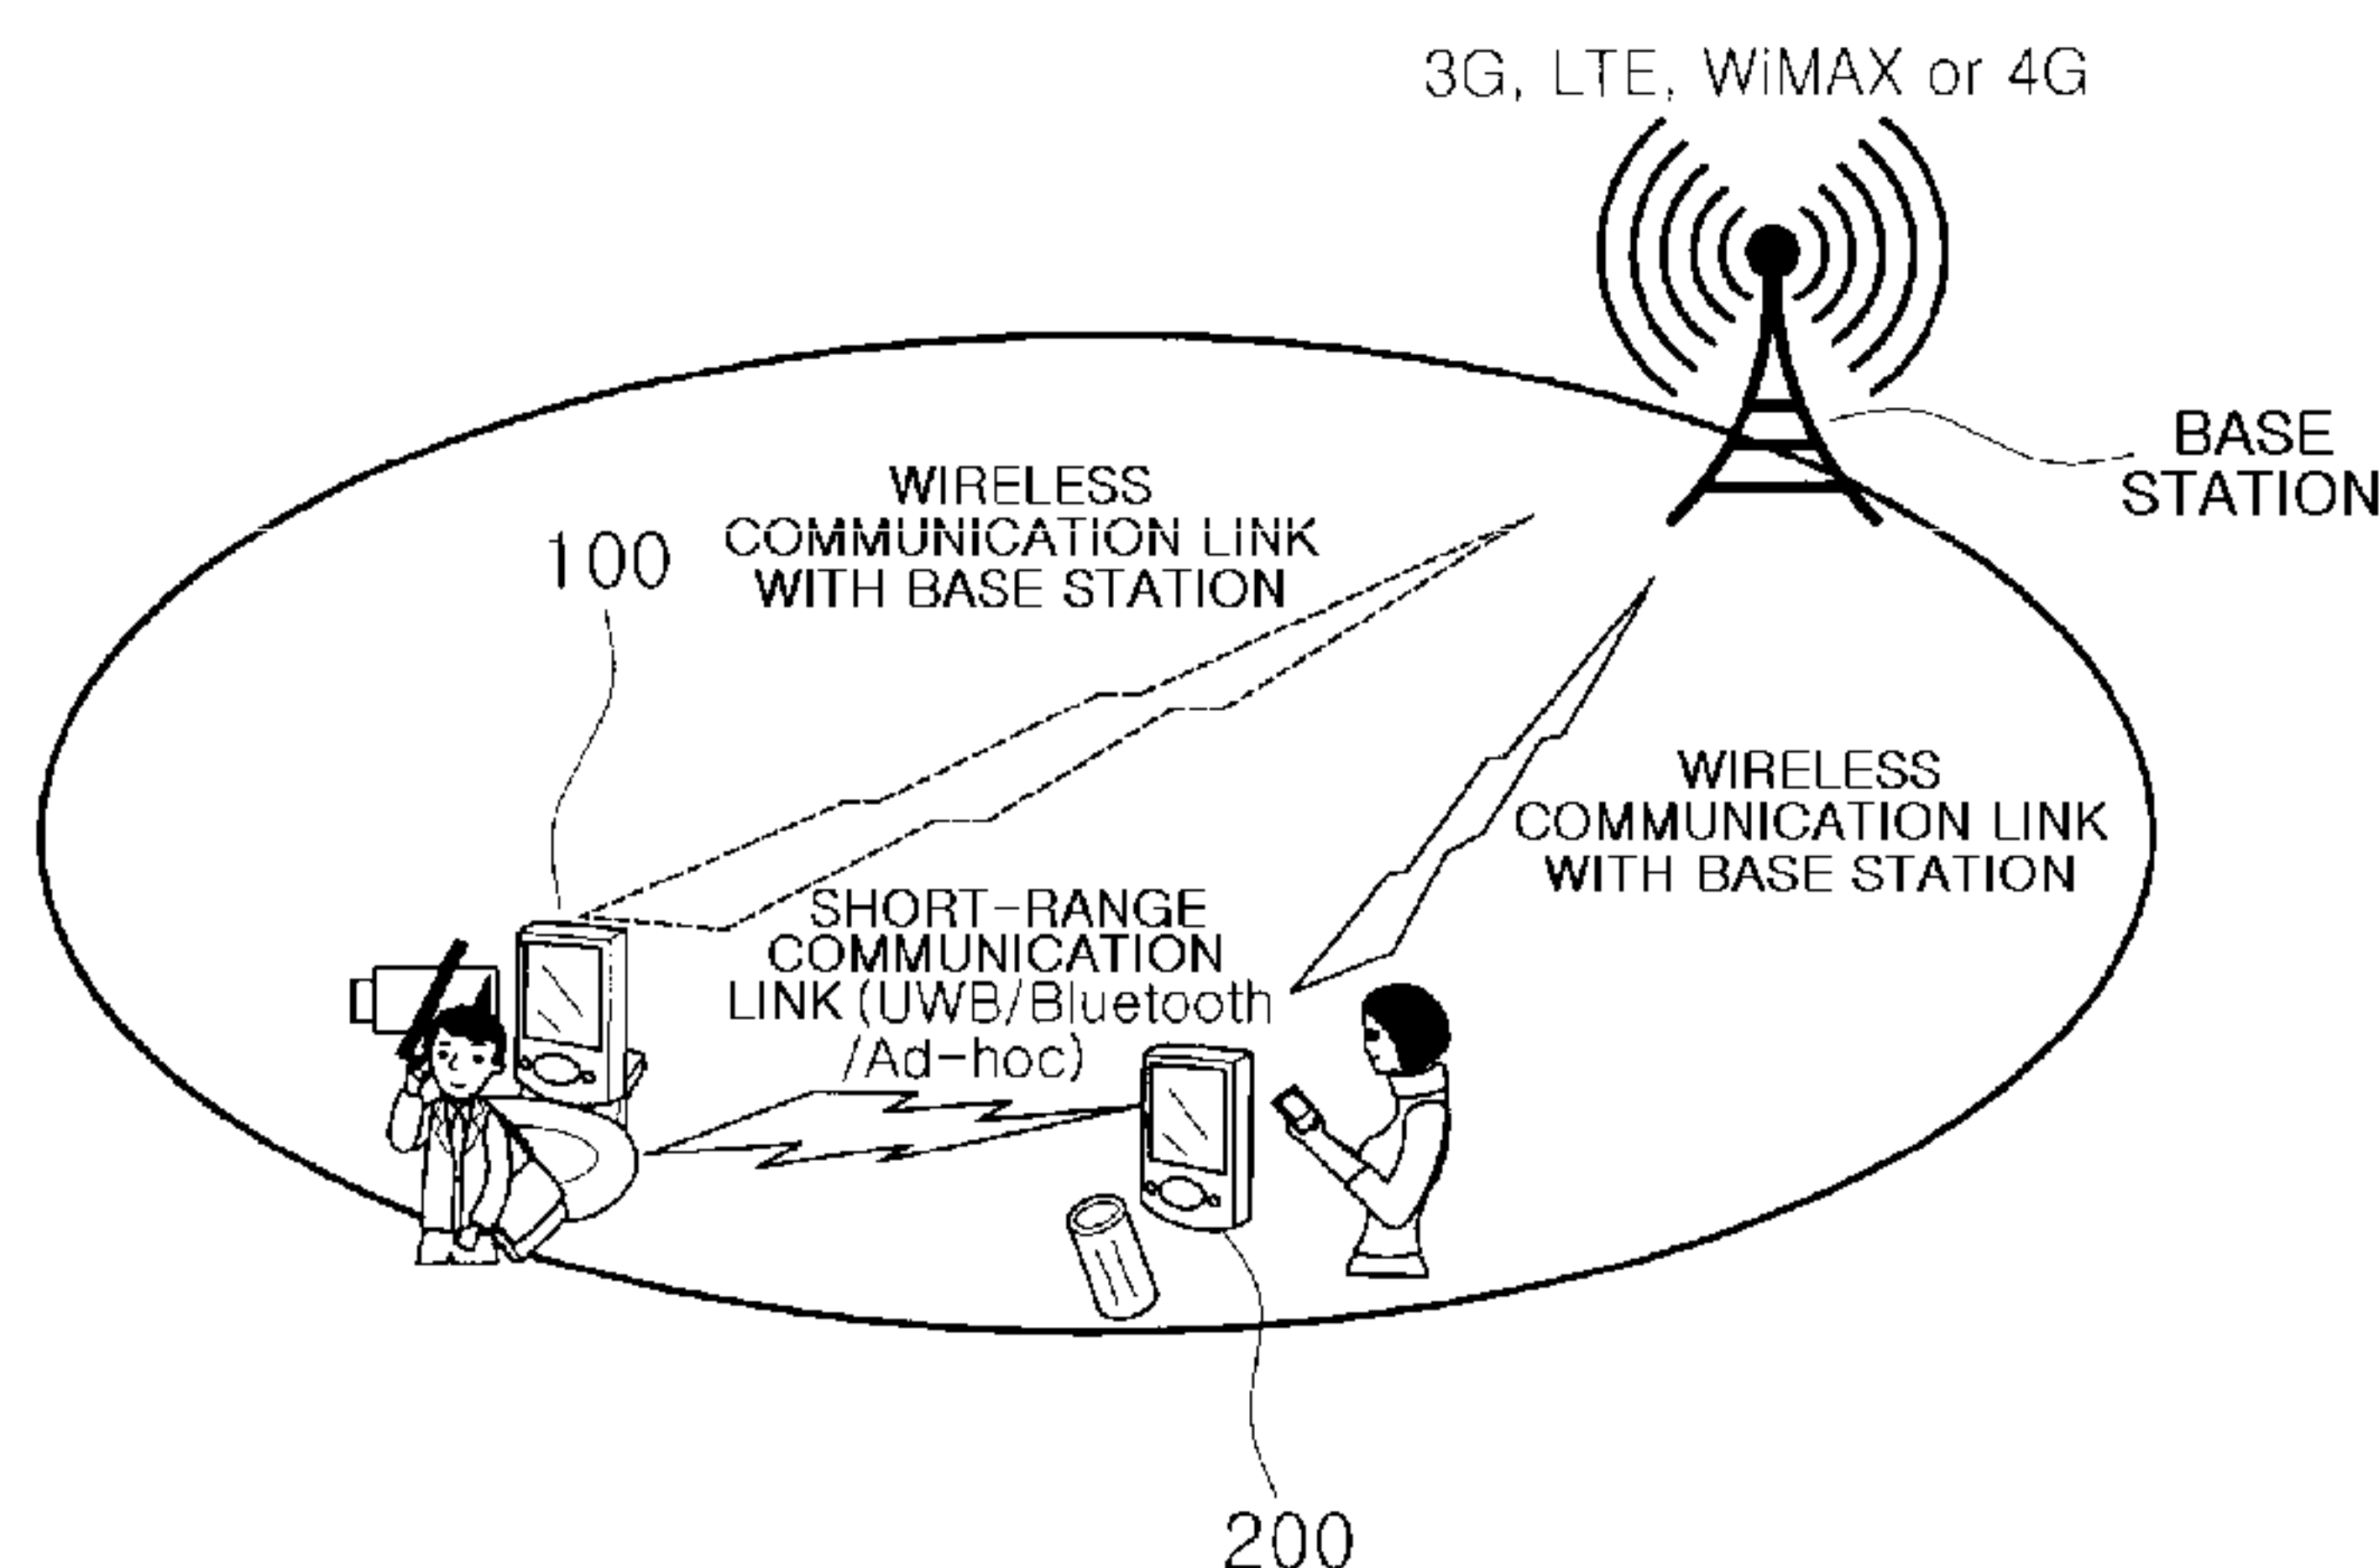 3G, LTE, WiMAX or 4G
BASE
STATION
WIRELESS
COMMUNICATION LINK
WITH BASE STATION
100
WIRELESS
COMMUNICATION LINK
WITH BASE STATION
SHORT-RANGE
COMMUNICATION
LINK (UWB/Bluetooth
/Ad-hoc)
200